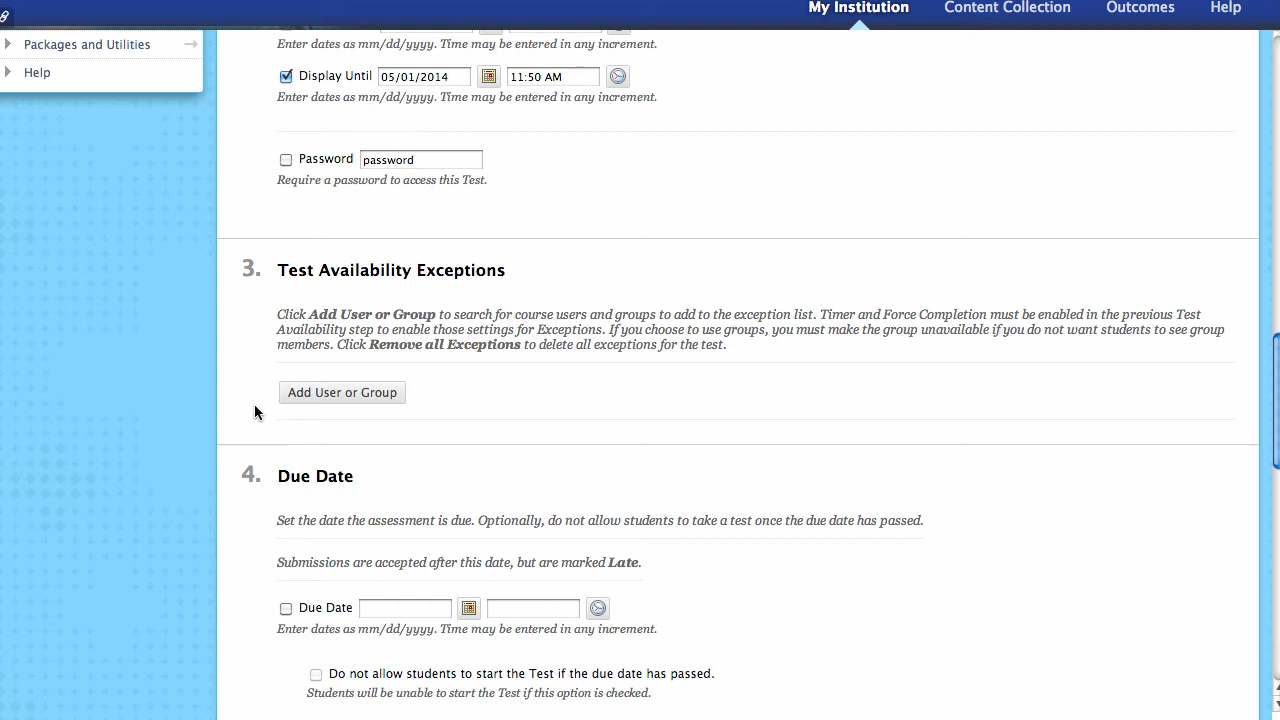 My Institution Content Collection Outcomes Help
Packages and Utilities
Help
Enter dates as mm/dd/yyyy. Time may be entered in any increment.
Display Until 05/01/2014 11:50 AM
Enter dates as mm/dd/yyyy. Time may be entered in any increment.
Password password
Require a password to access this Test.
3. Test Availability Exceptions
Click Add User or Group to search for course users and groups to add to the exception list. Timer and Force Completion must be enabled in the previous Test
Availability step to enable those settings for Exceptions. If you choose to use groups, you must make the group unavailable if you do not want students to see group
members. Click Remove all Exceptions to delete all exceptions for the test.
Add User or Group
4. Due Date
Set the date the assessment is due. Optionally, do not allow students to take a test once the due date has passed.
Submissions are accepted after this date, but are marked Late.
Due Date
Enter dates as mm/dd/yyyy. Time may be entered in any increment.
Do not allow students to start the Test if the due date has passed.
Students will be unable to start the Test if this option is checked.